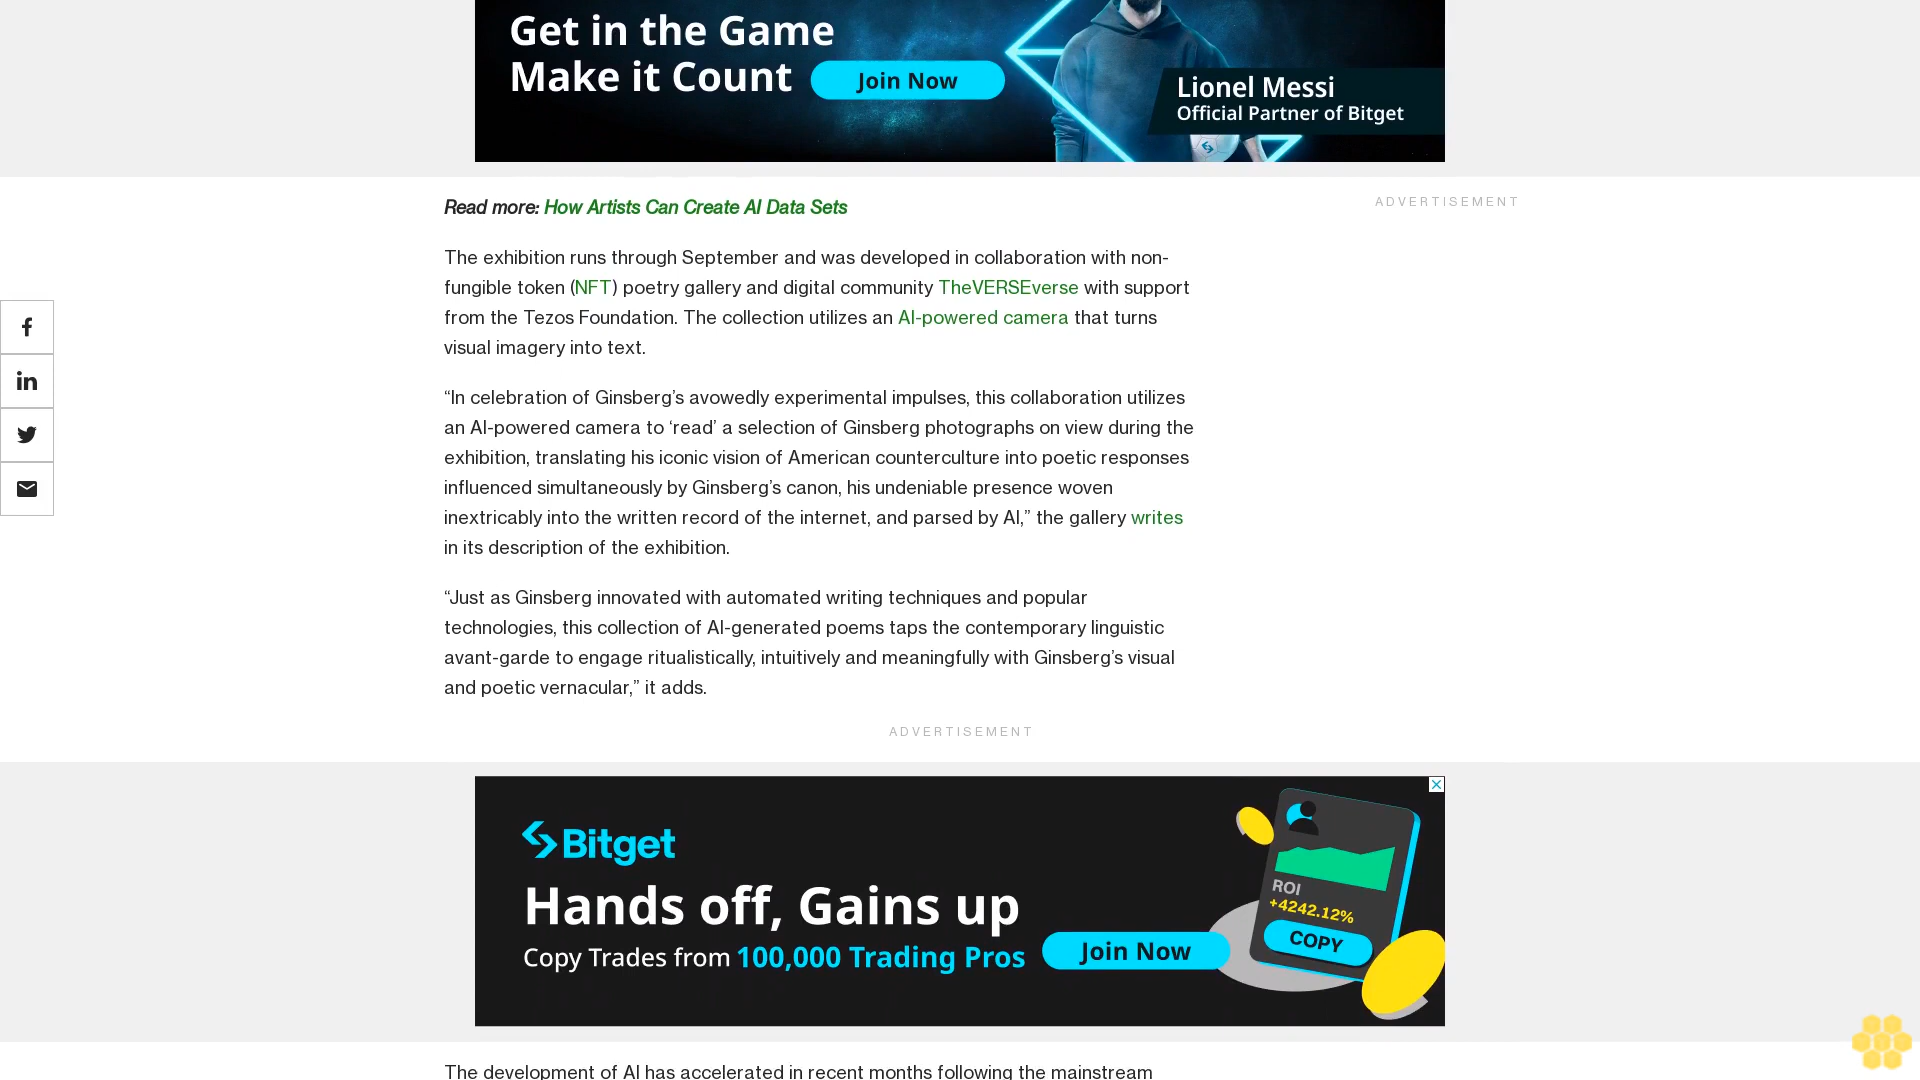 Get in the Game
Make it Count
Join Now
Lionel Messi
Official Partner of Bitget
Read more: How Artists Can Create AI Data Sets
ADVERTISEMENT
The exhibition runs through September and was developed in collaboration with non-
fungible token (NFT) poetry gallery and digital community TheVERSEverse with support
from the Tezos Foundation. The collection utilizes an AI-powered camera that turns
visual imagery into text.
“In celebration of Ginsberg’s avowedly experimental impulses, this collaboration utilizes
an AI-powered camera to ‘read’ a selection of Ginsberg photographs on view during the
exhibition, translating his iconic vision of American counterculture into poetic responses
influenced simultaneously by Ginsberg’s canon, his undeniable presence woven
inextricably into the written record of the internet, and parsed by AI,” the gallery writes
in its description of the exhibition.
“Just as Ginsberg innovated with automated writing techniques and popular
technologies, this collection of AI-generated poems taps the contemporary linguistic
avant-garde to engage ritualistically, intuitively and meaningfully with Ginsberg’s visual
and poetic vernacular,” it adds.
ADVERTISEMENT
Bitget
Hands off, Gains up
Copy Trades from 100,000 Trading Pros
Join Now
ROI
+4242.12%
COPY
The development of AI has accelerated in recent months following the mainstream